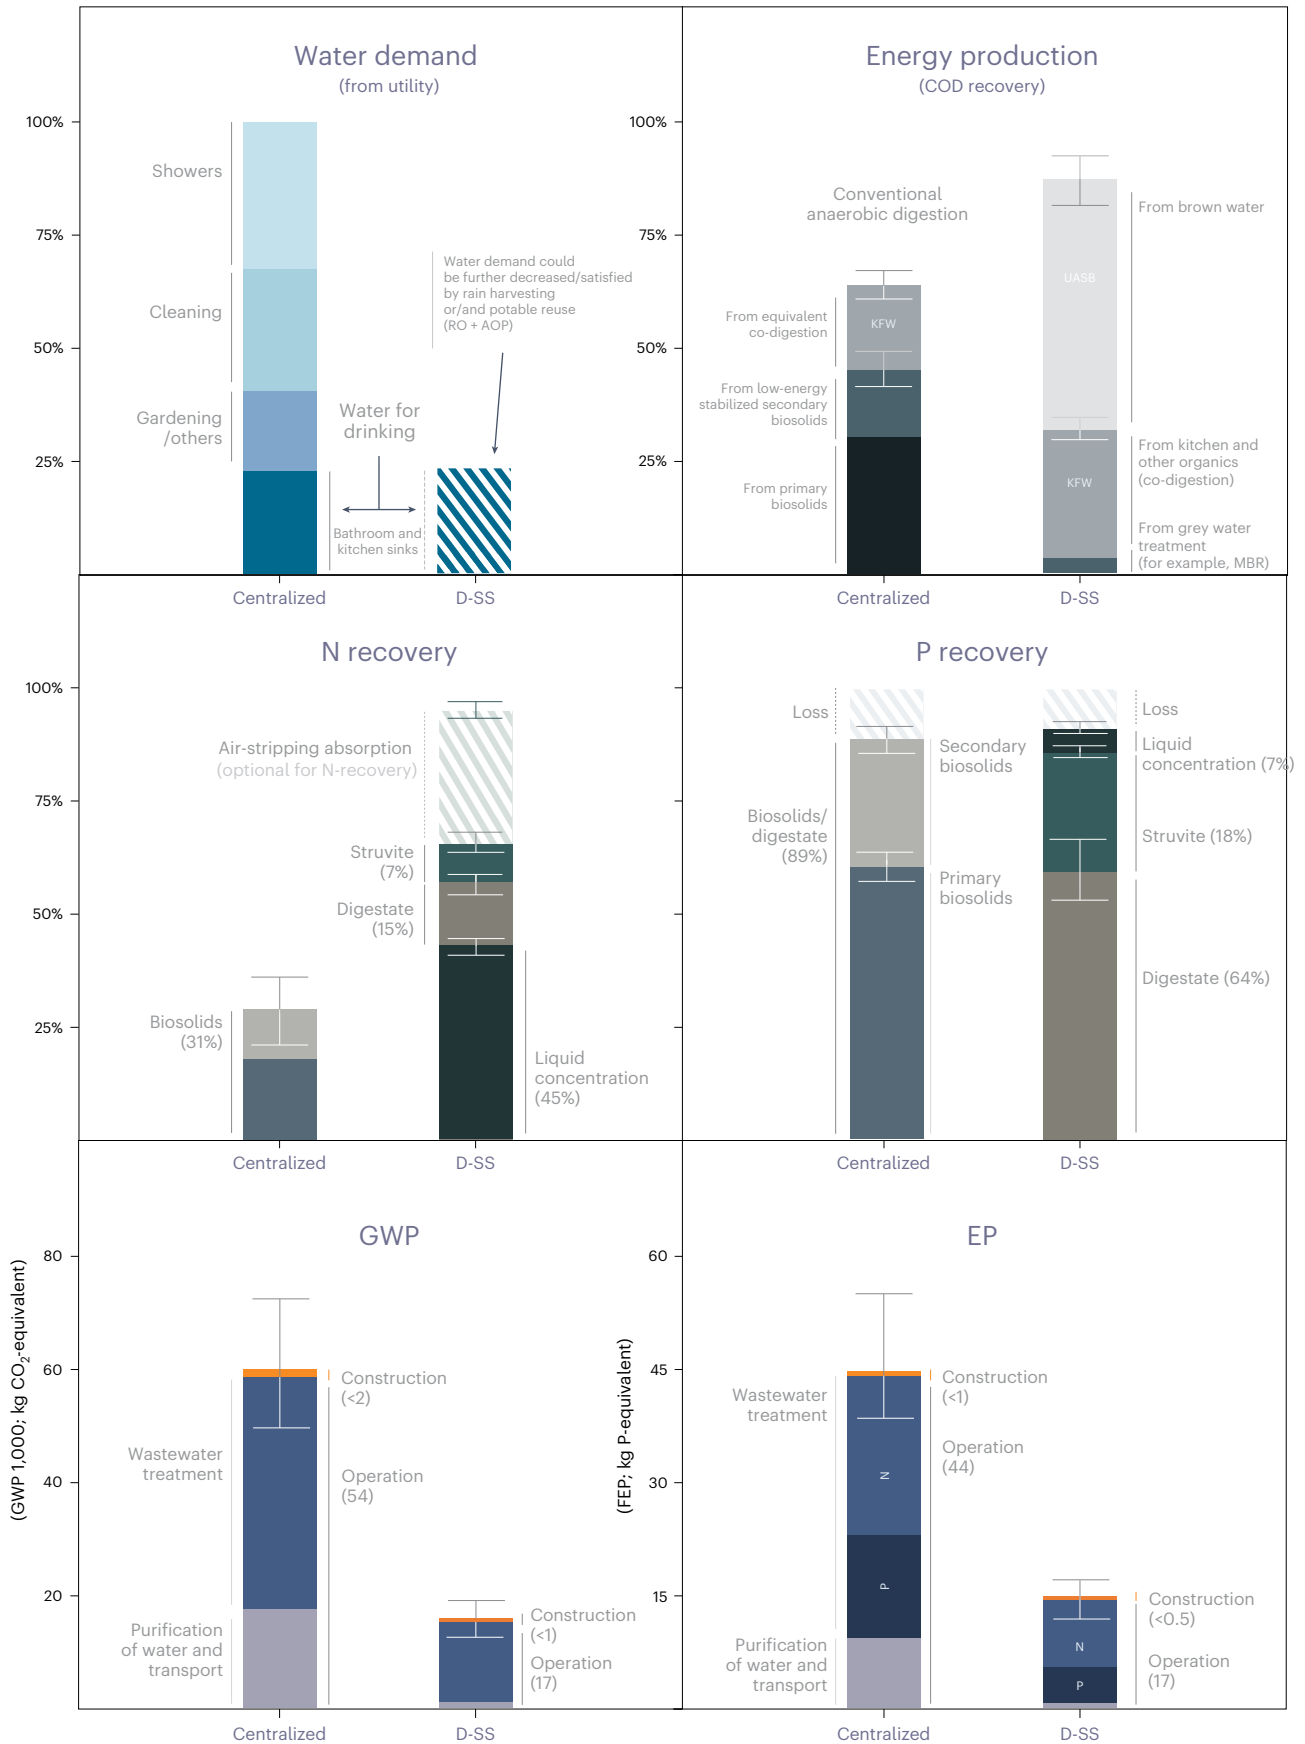 Water demand
(from utility)
100%
75%
50%
25%
Showers
Cleaning
Gardening
/others
Water for
drinking
Bathroom and
kitchen sinks
Water demand could
be further decreased/satisfied
by rain harvesting
or/and potable reuse
(RO + AOP)
Centralized
D-SS
Energy production
(COD recovery)
100%
75%
50%
25%
Conventional
anaerobic digestion
From equivalent
co-digestion
From low-energy
stabilized secondary
biosolids
From primary
biosolids
KFW
UASB
KFW
From brown water
From kitchen and
other organics
(co-digestion)
From grey water
treatment
(for example, MBR)
Centralized
D-SS
N recovery
100%
75%
50%
25%
Air-stripping absorption
(optional for N-recovery)
Struvite
(7%)
Digestate
(15%)
Biosolids
(31%)
Liquid
concentration
(45%)
Centralized
D-SS
P recovery
Loss
Biosolids/
digestate
(89%)
Secondary
biosolids
Primary
biosolids
Loss
Liquid
concentration (7%)
Struvite (18%)
Digestate (64%)
Centralized
D-SS
GWP
(GWP 1,000; kg CO₂-equivalent)
80
60
40
20
Wastewater
treatment
Purification
of water and
transport
Construction
(<2)
Operation
(54)
Construction
(<1)
Operation
(17)
Centralized
D-SS
EP
(FEP; kg P-equivalent)
60
45
30
15
Wastewater
treatment
Purification
of water and
transport
N
P
Construction
(<1)
Operation
(44)
N
P
Construction
(<0.5)
Operation
(17)
Centralized
D-SS